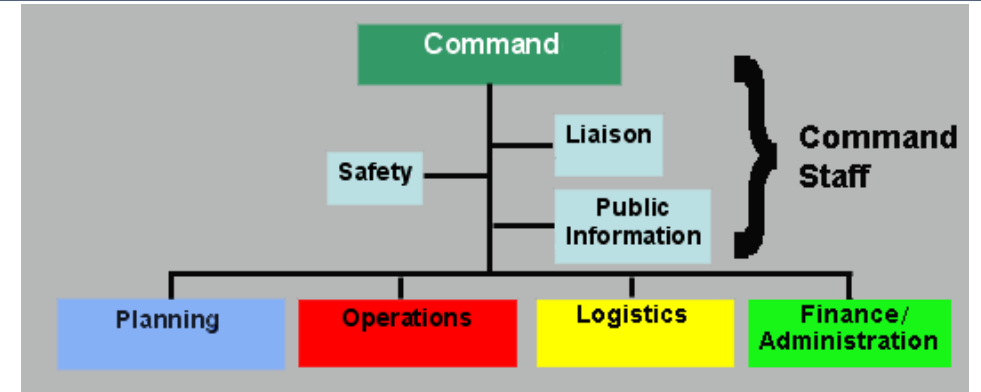 Command
Liaison
Safety
Public
Information
Command
Staff
Planning
Operations
Logistics
Finance/
Administration